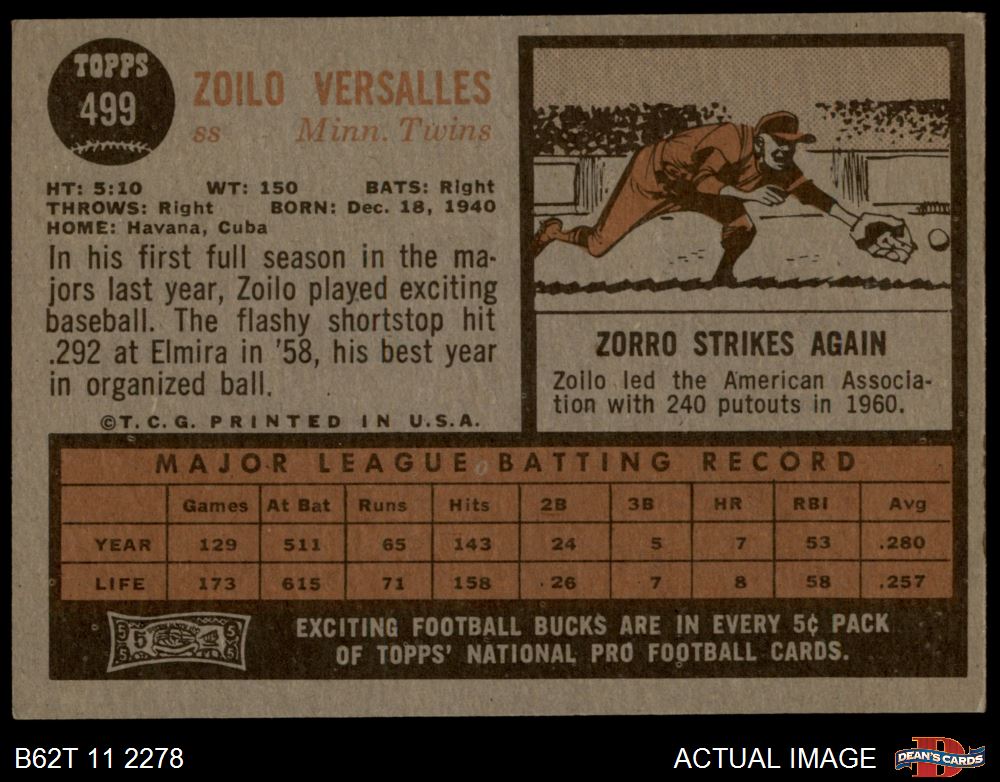 TOPPS
499
ZOILO VERSALLES
ss Minn. Twins
HT: 5:10 WT: 150 BATS: Right
THROWS: Right BORN: Dec. 18, 1940
HOME: Havana, Cuba
In his first full season in the ma-
jors last year, Zoilo played exciting
baseball. The flashy shortstop hit
.292 at Elmira in '58, his best year
in organized ball.
©T.C.G. PRINTED IN U.S.A.
ZORRO STRIKES AGAIN
Zoilo led the American Associa-
tion with 240 putouts in 1960.
MAJOR LEAGUE BATTING RECORD
Games At Bat Runs Hits 2B 3B HR RBI Avg
YEAR 129 511 65 143 24 5 7 53 .280
LIFE 173 615 71 158 26 7 8 58 .257
5 5 5 5
EXCITING FOOTBALL BUCKS ARE IN EVERY 5¢ PACK
OF TOPPS' NATIONAL PRO FOOTBALL CARDS.
B62T 11 2278
ACTUAL IMAGE
D
DEAN'S CARDS